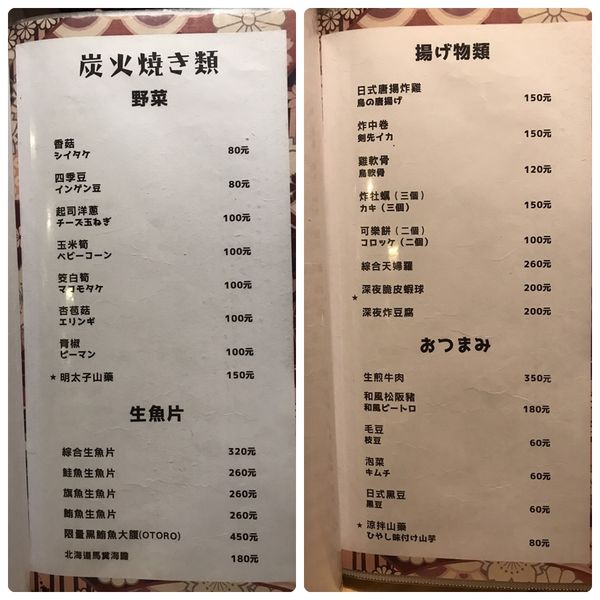 炭火焼き類
野菜
香菇
シイタケ
80元
四季豆
インゲン豆
80元
起司洋蔥
チーズ玉ねぎ
100元
玉米筍
ベビーコーン
100元
筊白筍
マコモタケ
100元
杏苞菇
エリンギ
100元
青椒
ピーマン
100元
★ 明太子山藥 150元
生魚片
綜合生魚片 320元
鮭魚生魚片 260元
旗魚生魚片 260元
鮪魚生魚片 260元
限量黑鮪魚大腹(OTORO) 450元
北海道馬糞海膽 180元
揚げ物類
日式唐揚炸雞
鳥の唐揚げ
150元
炸中卷
剣先イカ
150元
雞軟骨
鳥軟骨
120元
炸牡蠣（三個）
カキ（三個）
150元
可樂餅（二個）
コロッケ（二個）
100元
綜合天婦羅 260元
★ 深夜脆皮蝦球 200元
深夜炸豆腐 200元
おつまみ
生煎牛肉 350元
和風松阪豬
和風ピートロ
180元
毛豆
枝豆
60元
泡菜
キムチ
60元
日式黑豆
黒豆
60元
★ 涼拌山藥
ひやし味付け山芋
80元